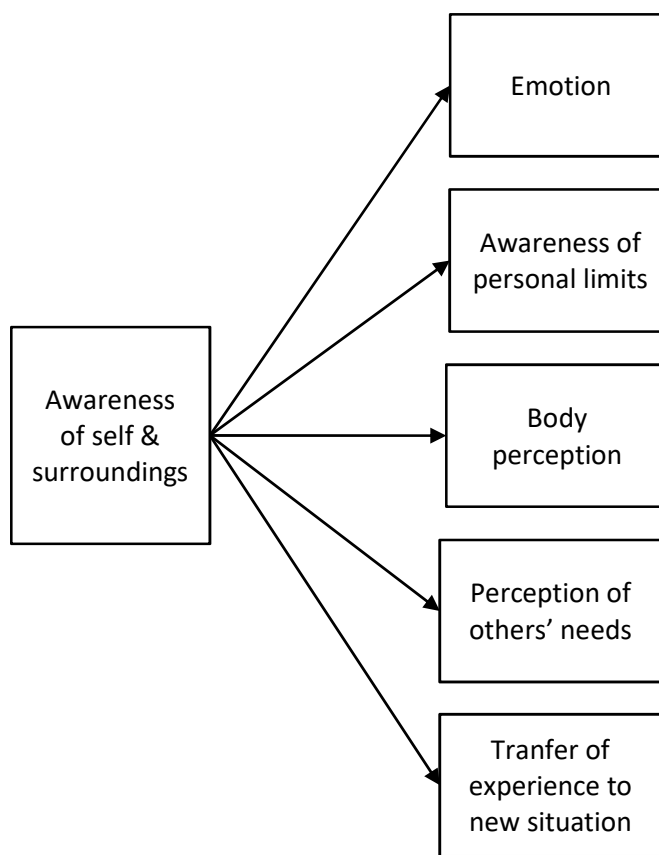 Emotion
Awareness of
personal limits
Awareness
of self &
surroundings
Body
perception
Perception of
others’ needs
Tranfer of
experience to
new situation